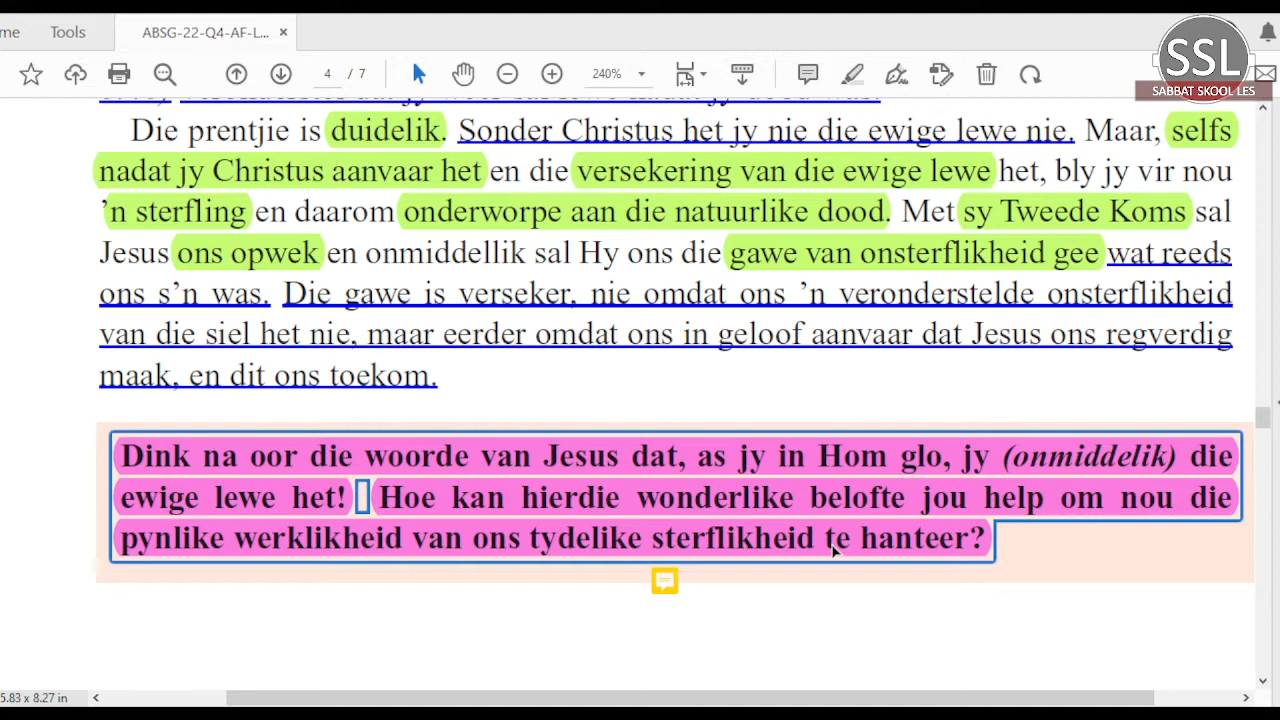 me Tools ABSG-22-Q4-AF-L... ×
SSL
SABBAT SKOOL LES
4 / 7 240%
Die prentjie is duidelik. Sonder Christus het jy nie die ewige lewe nie. Maar, selfs
nadat jy Christus aanvaar het en die versekering van die ewige lewe het, bly jy vir nou
’n sterfling en daarom onderworpe aan die natuurlike dood. Met sy Tweede Koms sal
Jesus ons opwek en onmiddellik sal Hy ons die gawe van onsterflikheid gee wat reeds
ons s’n was. Die gawe is verseker, nie omdat ons ’n veronderstelde onsterflikheid
van die siel het nie, maar eerder omdat ons in geloof aanvaar dat Jesus ons regverdig
maak, en dit ons toekom.
Dink na oor die woorde van Jesus dat, as jy in Hom glo, jy (onmiddelik) die
ewige lewe het! Hoe kan hierdie wonderlike belofte jou help om nou die
pynlike werklikheid van ons tydelike sterflikheid te hanteer?
5.83 x 8.27 in